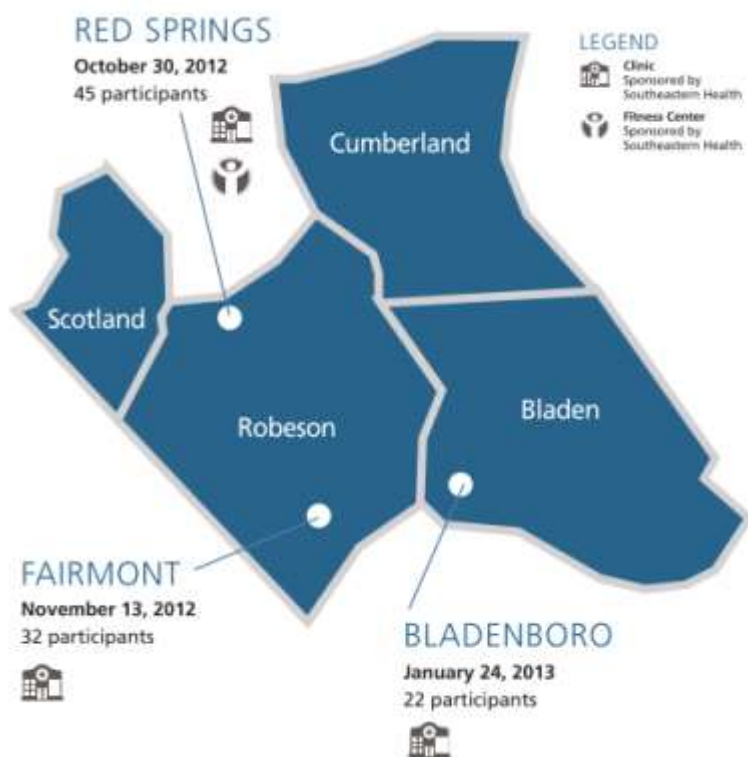 RED SPRINGS
October 30, 2012
45 participants
LEGEND
Clinic
Sponsored by
Southeastern Health
Fitness Center
Sponsored by
Southeastern Health
Cumberland
Scotland
Robeson
Bladen
FAIRMONT
November 13, 2012
32 participants
BLADENBORO
January 24, 2013
22 participants